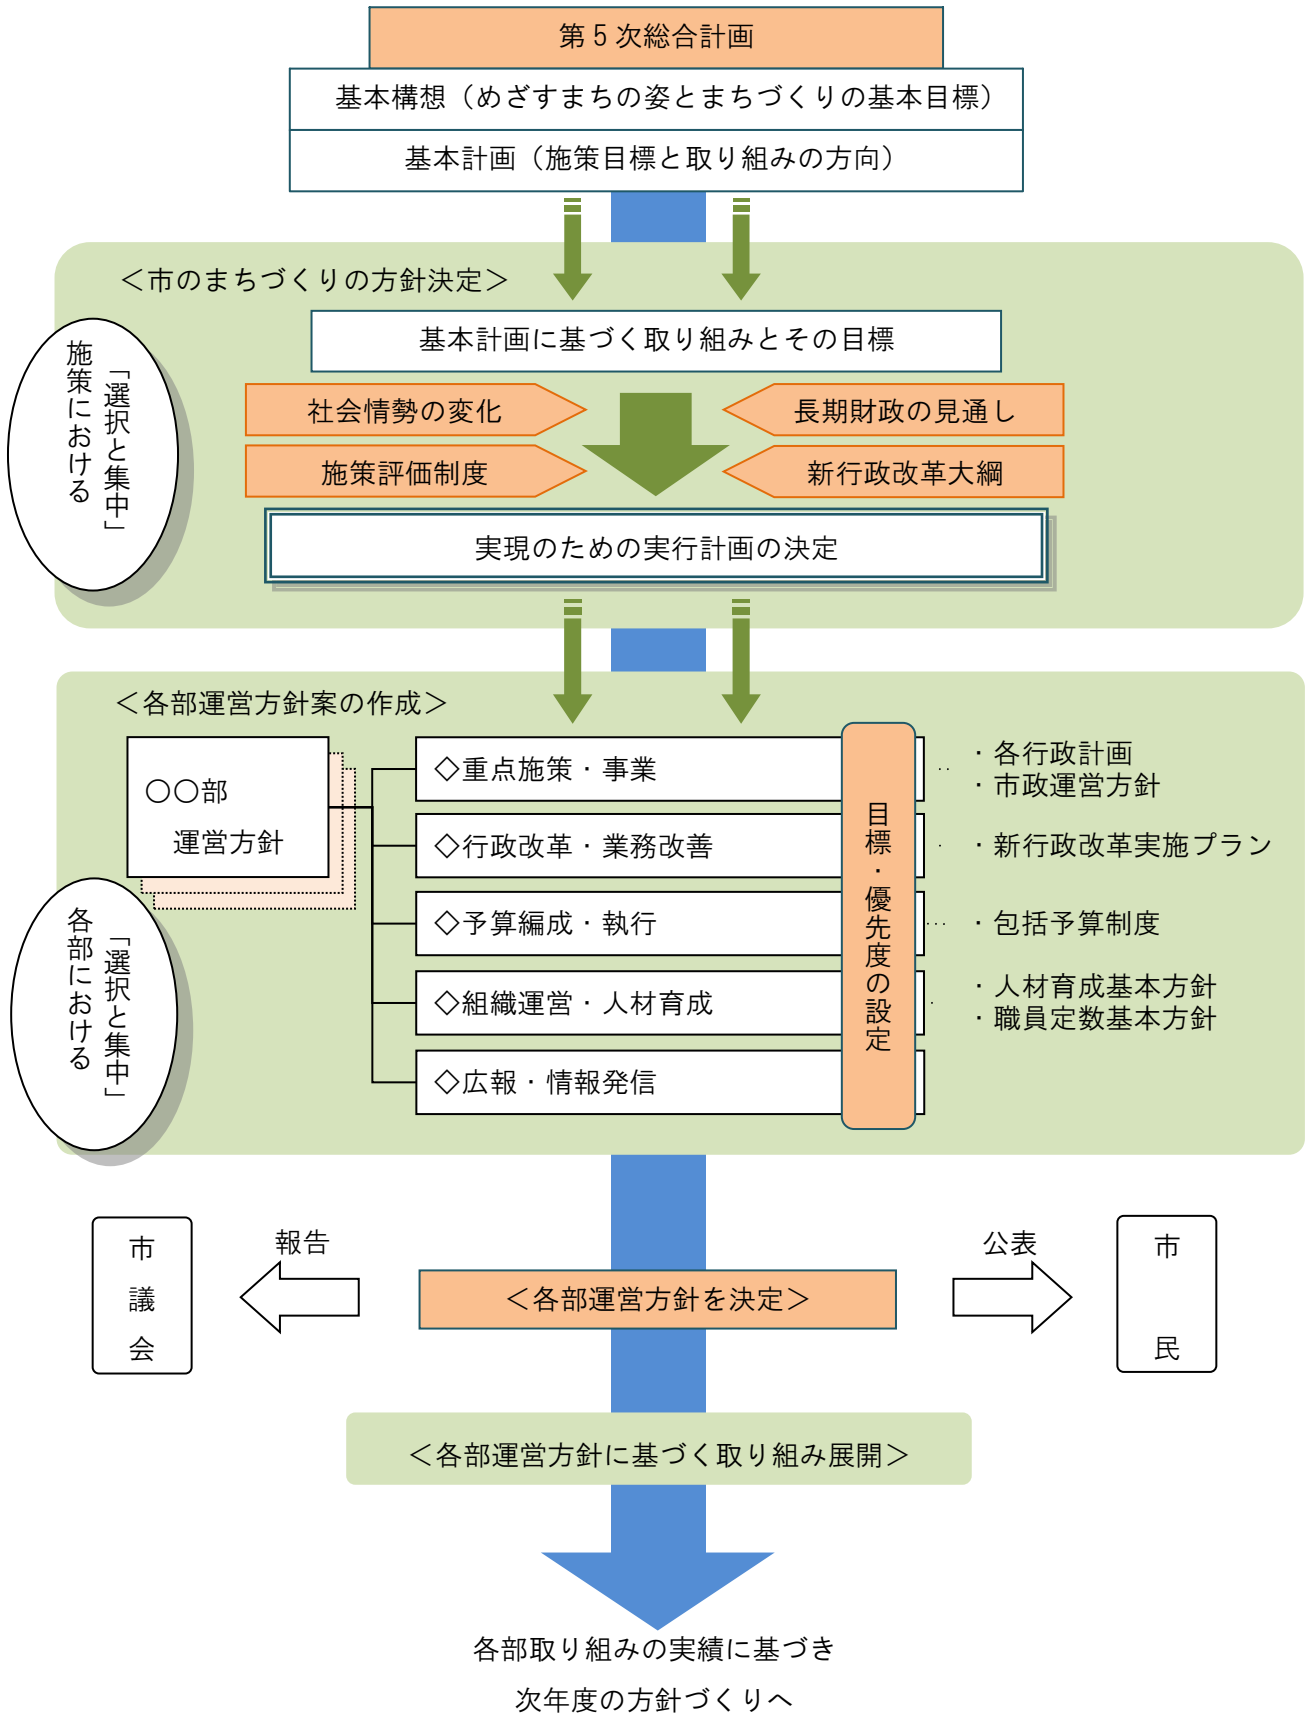 第5次総合計画
基本構想（めざすまちの姿とまちづくりの基本目標）
基本計画（施策目標と取り組みの方向）
＜市のまちづくりの方針決定＞
施策における
「選択と集中」
基本計画に基づく取り組みとその目標
社会情勢の変化
長期財政の見通し
施策評価制度
新行政改革大綱
実現のための実行計画の決定
＜各部運営方針案の作成＞
〇〇部
運営方針
各部における
「選択と集中」
◇重点施策・事業
◇行政改革・業務改善
◇予算編成・執行
◇組織運営・人材育成
◇広報・情報発信
目標・優先度の設定
・各行政計画
・市政運営方針
・新行政改革実施プラン
・包括予算制度
・人材育成基本方針
・職員定数基本方針
市議会
報告
＜各部運営方針を決定＞
公表
市民
＜各部運営方針に基づく取り組み展開＞
各部取り組みの実績に基づき
次年度の方針づくりへ